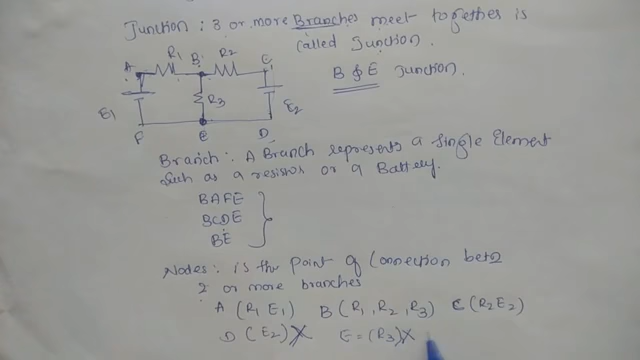 Junction : 3 or more Branches meet together is
called Junction.
A R1 B R2 C
B & E Junction.
E1 R3 E2
F E D
Branch : A Branch represents a single Element
Such as a resistor or a Battery.
BAFE
BCDE
BE
Nodes : is the point of Connection bet
2 or more branches
A (R1 E1) B (R1, R2, R3) C (R2 E2)
D (E2) X E = (R3) X